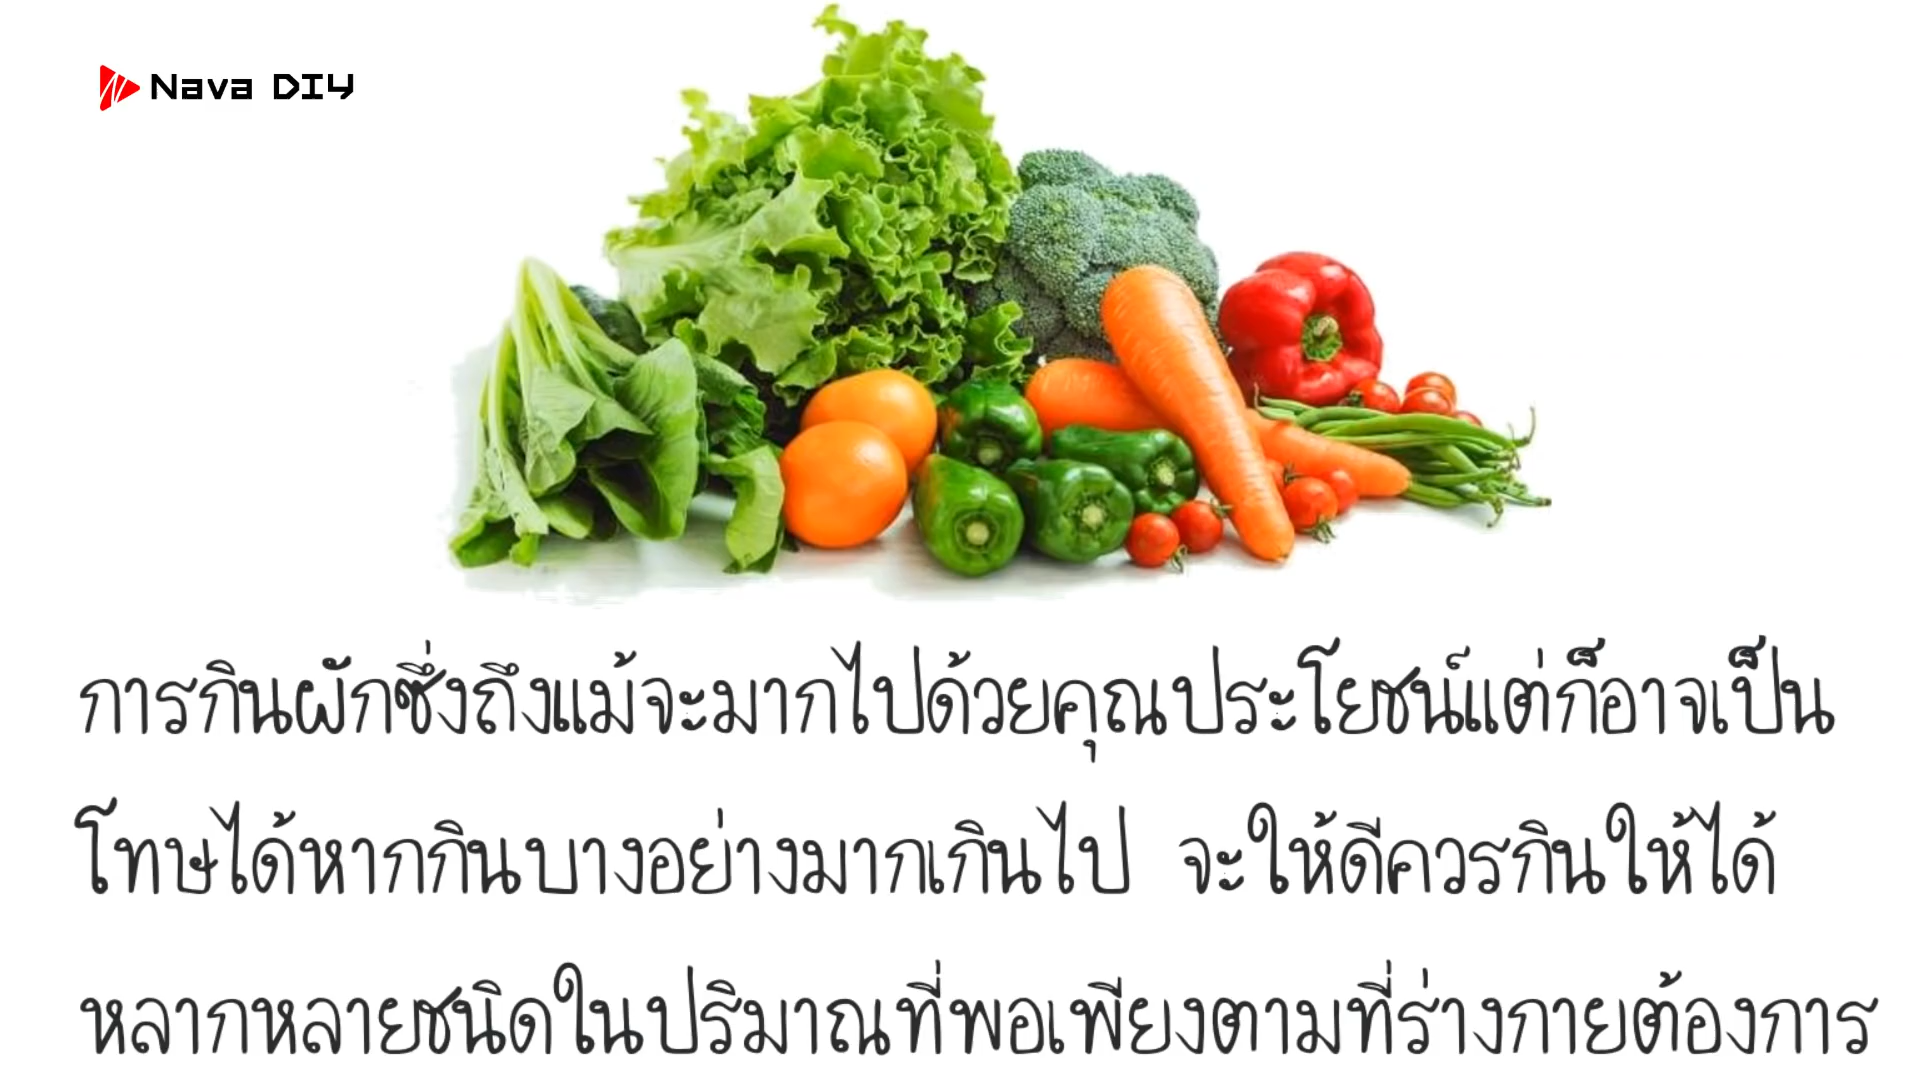 Nava DIY
การกินผักซึ่งถึงแม้จะมากไปด้วยคุณประโยชน์แต่ก็อาจเป็น
โทษได้หากกินบางอย่างมากเกินไป จะให้ดีควรกินให้ได้
หลากหลายชนิดในปริมาณที่พอเพียงตามที่ร่างกายต้องการ